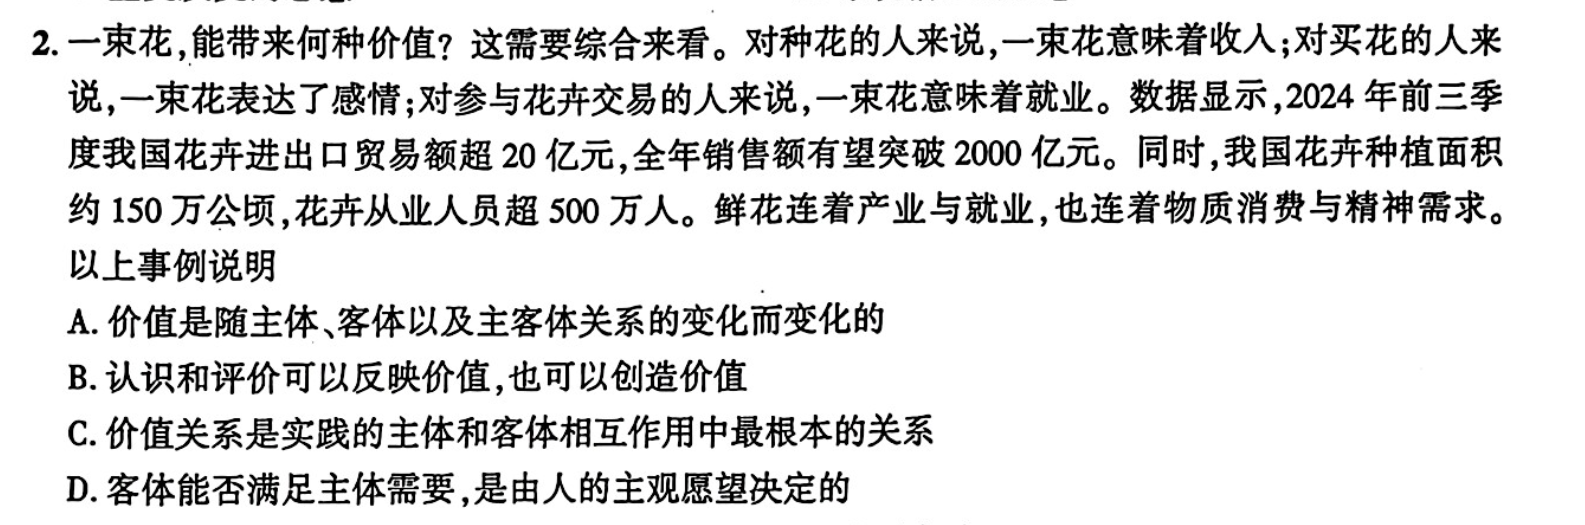 2. 一束花,能带来何种价值? 这需要综合来看。对种花的人来说,一束花意味着收入;对买花的人来
说,一束花表达了感情;对参与花卉交易的人来说,一束花意味着就业。数据显示,2024 年前三季
度我国花卉进出口贸易额超 20 亿元,全年销售额有望突破 2000 亿元。同时,我国花卉种植面积
约 150 万公顷,花卉从业人员超 500 万人。鲜花连着产业与就业,也连着物质消费与精神需求。
以上事例说明
A. 价值是随主体、客体以及主客体关系的变化而变化的
B. 认识和评价可以反映价值,也可以创造价值
C. 价值关系是实践的主体和客体相互作用中最根本的关系
D. 客体能否满足主体需要,是由人的主观愿望决定的